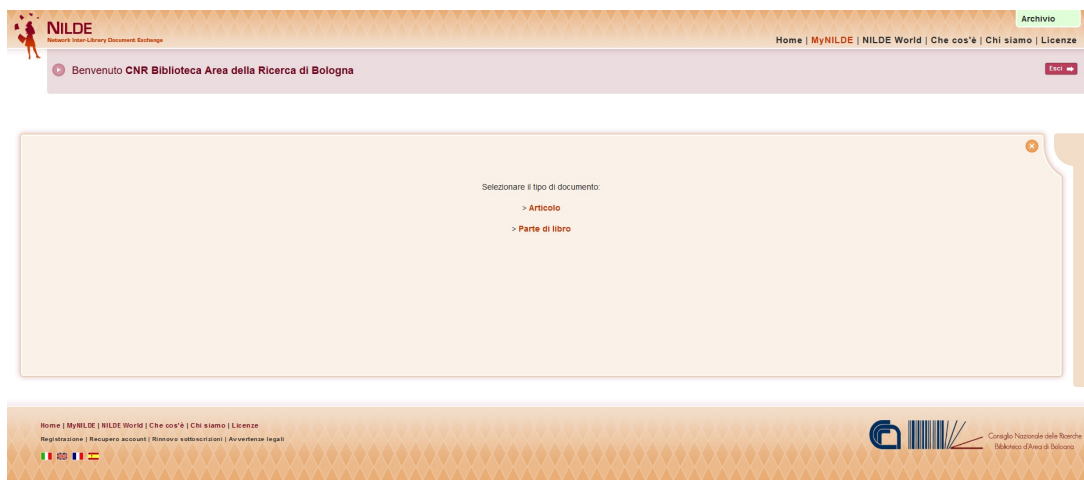 Archivio
NILDE
Network Inter-Library Document Exchange
Home | MyNILDE | NILDE World | Che cos'è | Chi siamo | Licenze
Benvenuto CNR Biblioteca Area della Ricerca di Bologna
Esci
Selezionare il tipo di documento:
> Articolo
> Parte di libro
Home | MyNILDE | NILDE World | Che cos'è | Chi siamo | Licenze
Registrazione | Recupero account | Rinnovo sottoscrizioni | Avvertenze legali
Consiglio Nazionale delle Ricerche
Biblioteca d'Area di Bologna